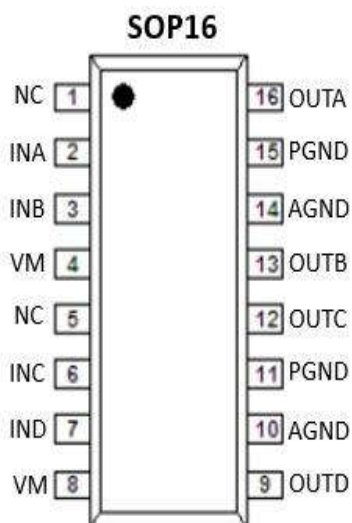 SOP16
NC 1 16 OUTA
INA 2 15 PGND
INB 3 14 AGND
VM 4 13 OUTB
NC 5 12 OUTC
INC 6 11 PGND
IND 7 10 AGND
VM 8 9 OUTD